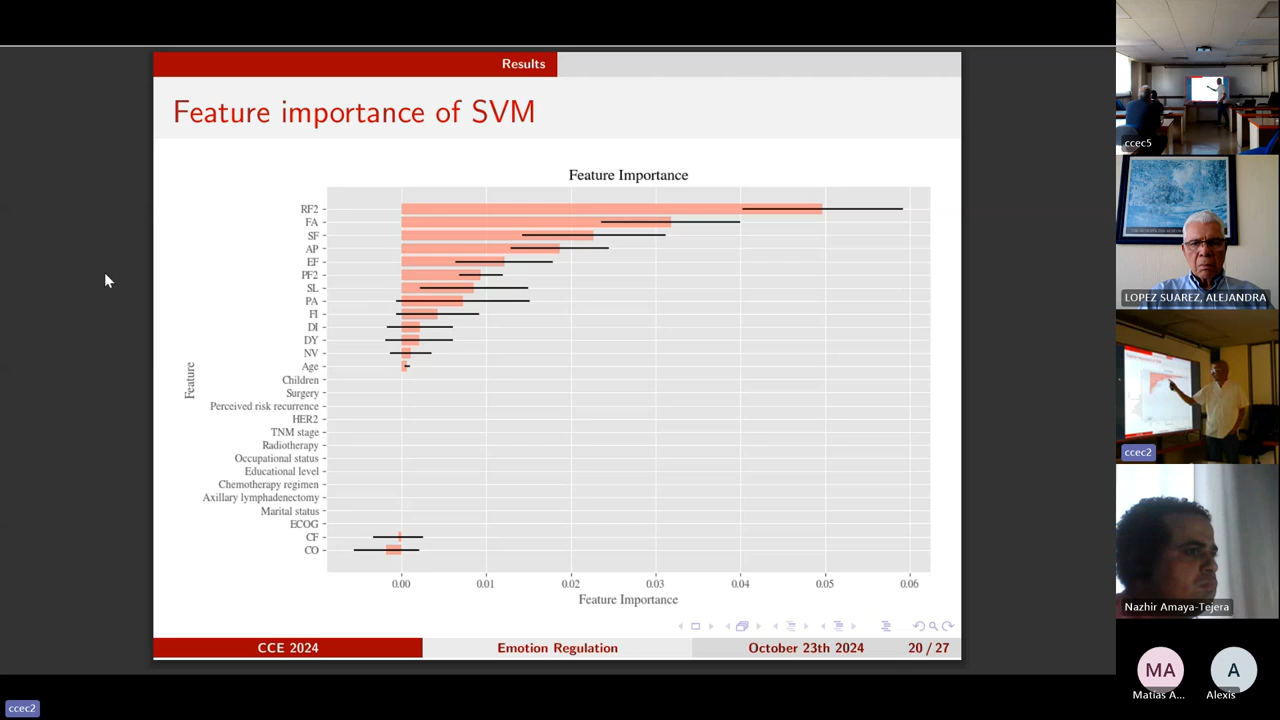 Results
Feature importance of SVM
Feature Importance
RF2
FA
SF
AP
EF
PF2
SL
PA
FI
DI
DY
NV
Age
Children
Surgery
Perceived risk recurrence
HER2
TNM stage
Radiotherapy
Occupational status
Educational level
Chemotherapy regimen
Axillary lymphadenectomy
Marital status
ECOG
CF
CO
Feature
0.00 0.01 0.02 0.03 0.04 0.05 0.06
Feature Importance
CCE 2024 Emotion Regulation October 23th 2024 20 / 27
ccec2
ccec5
LOPEZ SUAREZ, ALEJANDRA
ccec2
Nazhir Amaya-Tejera
MA
Matias A...
A
Alexis